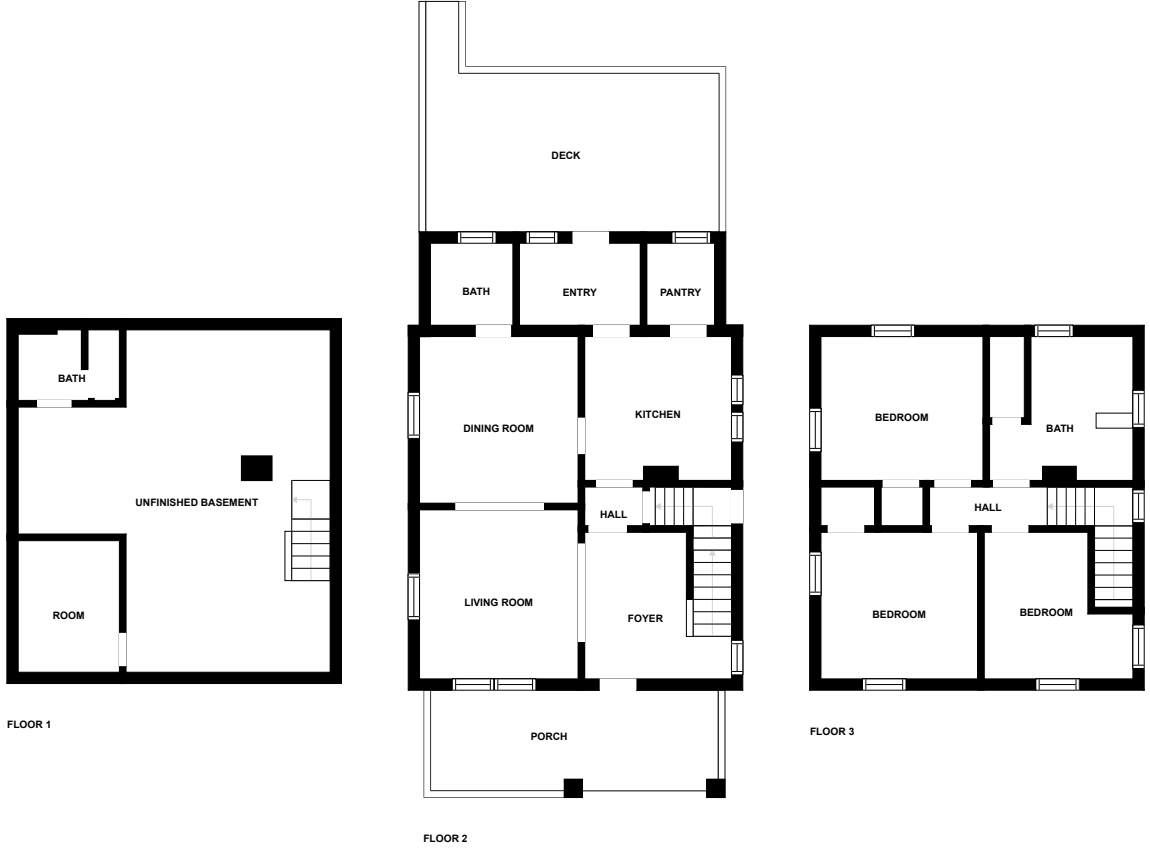 DECK
BATH
ENTRY
PANTRY
BATH
UNFINISHED BASEMENT
ROOM
FLOOR 1
DINING ROOM
KITCHEN
HALL
LIVING ROOM
FOYER
PORCH
FLOOR 2
BEDROOM
BATH
HALL
BEDROOM
BEDROOM
FLOOR 3